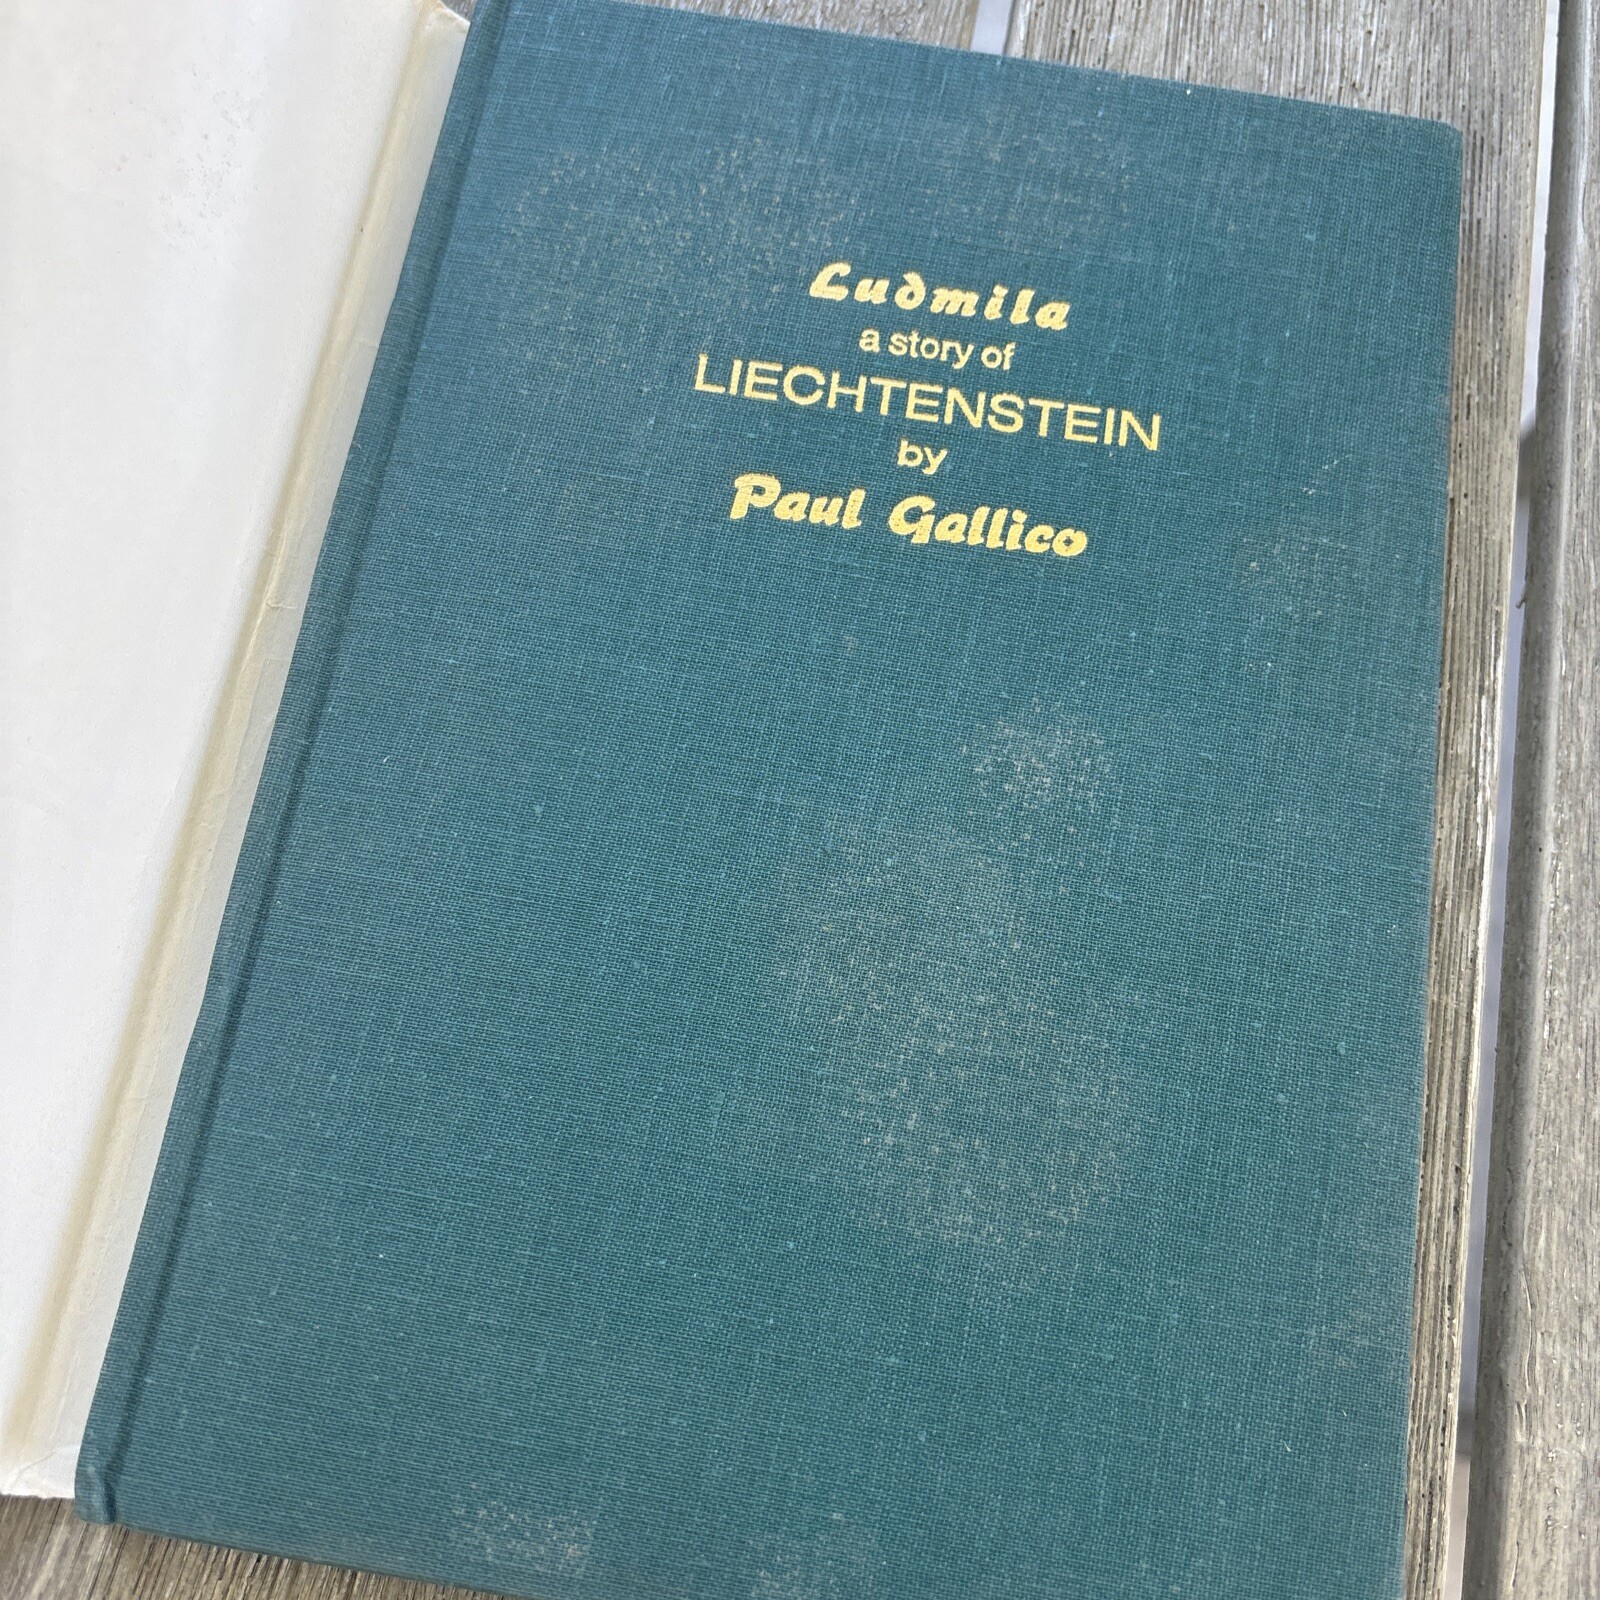 Ludmila
a story of
LIECHTENSTEIN
by
Paul Gallico